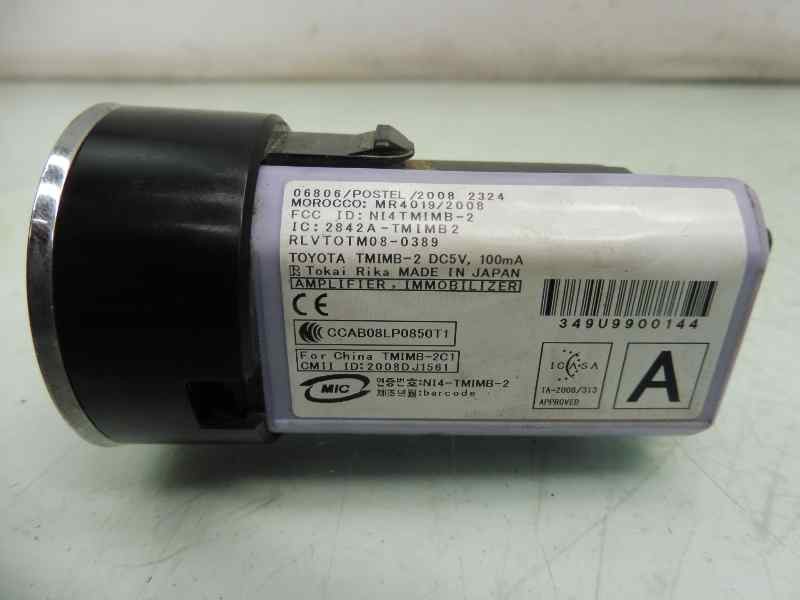 06806/POSTEL/2008 2324
MOROCCO: MR4019/2008
FCC ID: NI4TMIMB-2
IC: 2842A-TMIMB2
RLVTOTM08-0389
TOYOTA TMIMB-2 DC5V, 100mA
R Tokai Rika MADE IN JAPAN
AMPLIFIER, IMMOBILIZER
CE
CCAB08LP0850T1
For China TMIMB-2C1
CMII ID: 2008DJ1561
MIC
인증번호: NI4-TMIMB-2
제조년월: barcode
349U9900144
ICASA
TA-2008/313
APPROVED
A